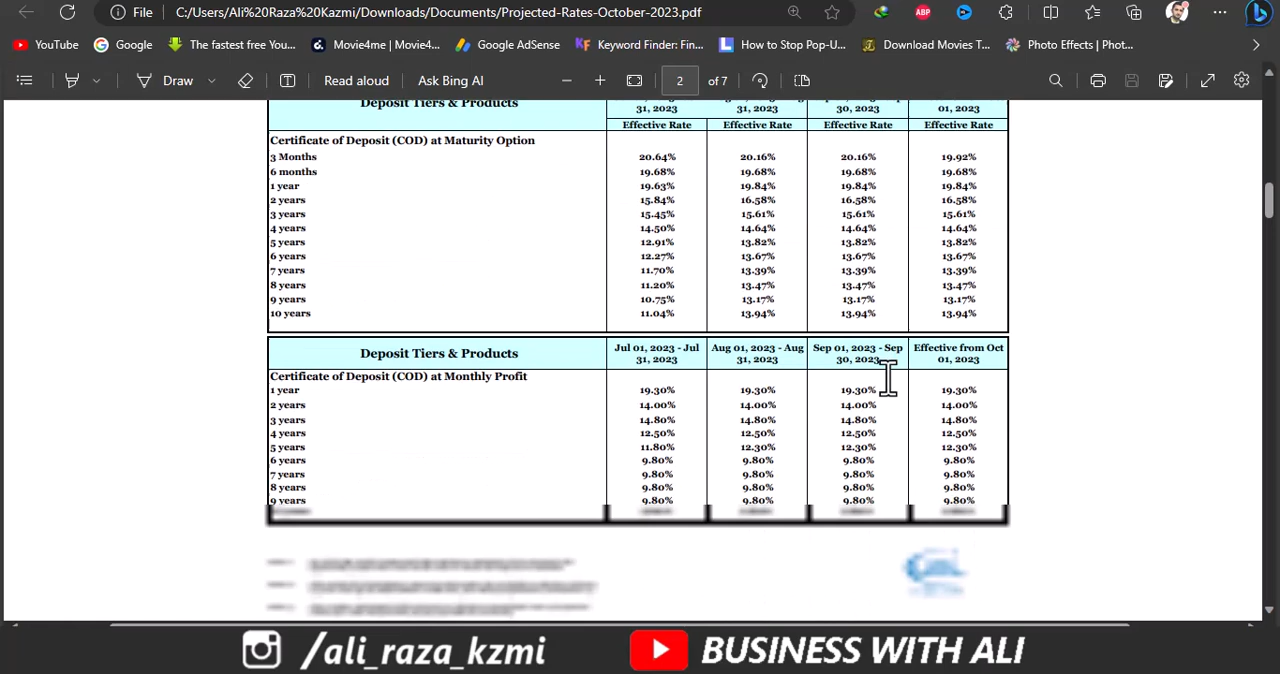 File C:/Users/Ali%20Raza%20Kazmi/Downloads/Documents/Projected-Rates-October-2023.pdf ABP
YouTube Google The fastest free You... Movie4me | Movie4... Google AdSense Keyword Finder: Fin... How to Stop Pop-U... Download Movies T... Photo Effects | Phot...
Draw Read aloud Ask Bing AI 2 of 7
Deposit Tiers & Products 31, 2023 31, 2023 30, 2023 01, 2023
Effective Rate Effective Rate Effective Rate Effective Rate
Certificate of Deposit (COD) at Maturity Option
3 Months 20.64% 20.16% 20.16% 19.92%
6 months 19.68% 19.68% 19.68% 19.68%
1 year 19.63% 19.84% 19.84% 19.84%
2 years 15.84% 16.58% 16.58% 16.58%
3 years 15.45% 15.61% 15.61% 15.61%
4 years 14.50% 14.64% 14.64% 14.64%
5 years 12.91% 13.82% 13.82% 13.82%
6 years 12.27% 13.67% 13.67% 13.67%
7 years 11.70% 13.39% 13.39% 13.39%
8 years 11.20% 13.47% 13.47% 13.47%
9 years 10.75% 13.17% 13.17% 13.17%
10 years 11.04% 13.94% 13.94% 13.94%
Deposit Tiers & Products Jul 01, 2023 - Jul 31, 2023 Aug 01, 2023 - Aug 31, 2023 Sep 01, 2023 - Sep 30, 2023 Effective from Oct 01, 2023
Certificate of Deposit (COD) at Monthly Profit
1 year 19.30% 19.30% 19.30% 19.30%
2 years 14.00% 14.00% 14.00% 14.00%
3 years 14.80% 14.80% 14.80% 14.80%
4 years 12.50% 12.50% 12.50% 12.50%
5 years 11.80% 12.30% 12.30% 12.30%
6 years 9.80% 9.80% 9.80% 9.80%
7 years 9.80% 9.80% 9.80% 9.80%
8 years 9.80% 9.80% 9.80% 9.80%
9 years 9.80% 9.80% 9.80% 9.80%
/ali_raza_kzmi BUSINESS WITH ALI